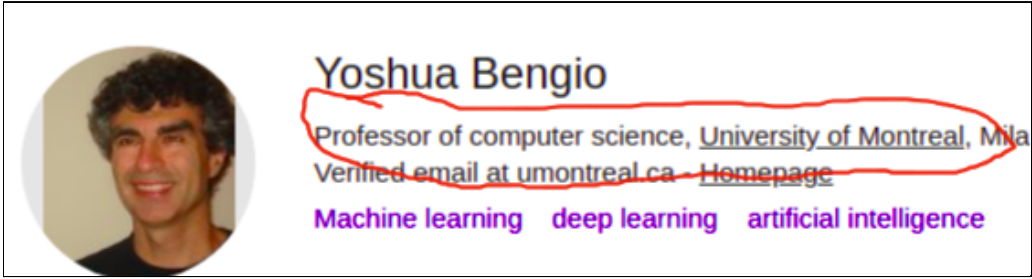 Yoshua Bengio
Professor of computer science, University of Montreal, Mila
Verified email at umontreal.ca - Homepage
Machine learning deep learning artificial intelligence